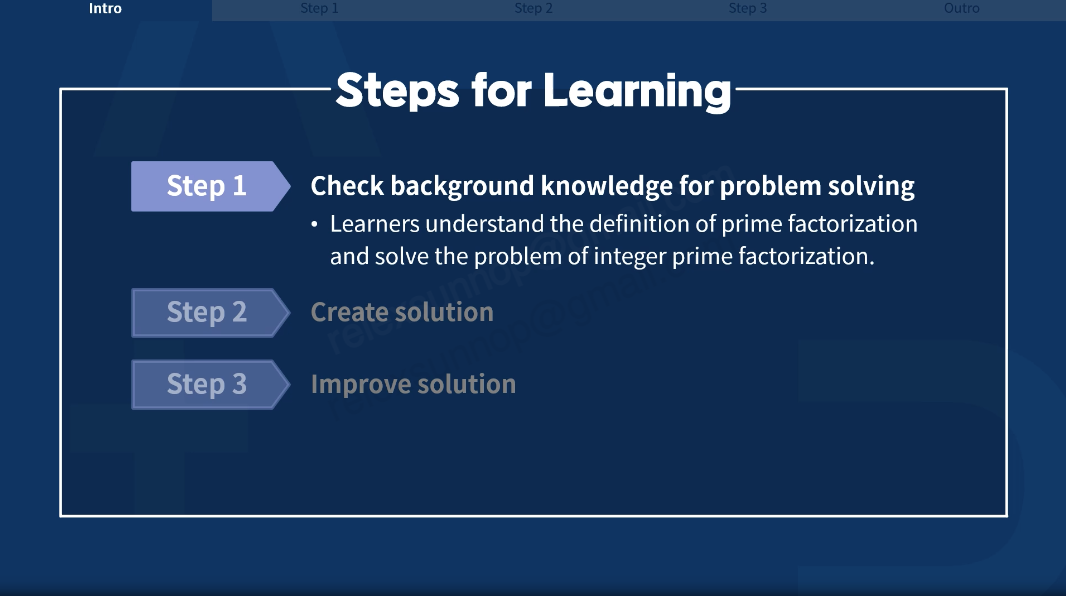 Intro
Step 1
Step 2
Step 3
Outro
Steps for Learning
Step 1
Check background knowledge for problem solving
• Learners understand the definition of prime factorization
and solve the problem of integer prime factorization.
Step 2
Create solution
Step 3
Improve solution